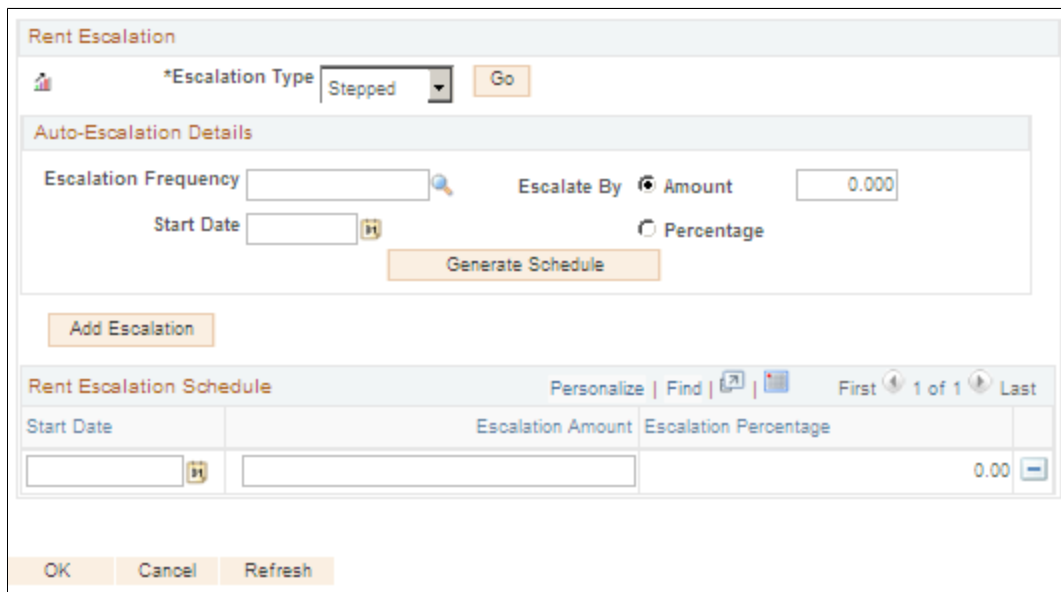 Rent Escalation
*Escalation Type Stepped Go
Auto-Escalation Details
Escalation Frequency Escalate By Amount 0.000
Start Date Percentage
Generate Schedule
Add Escalation
Rent Escalation Schedule Personalize | Find | | First 1 of 1 Last
Start Date Escalation Amount Escalation Percentage
0.00
OK Cancel Refresh